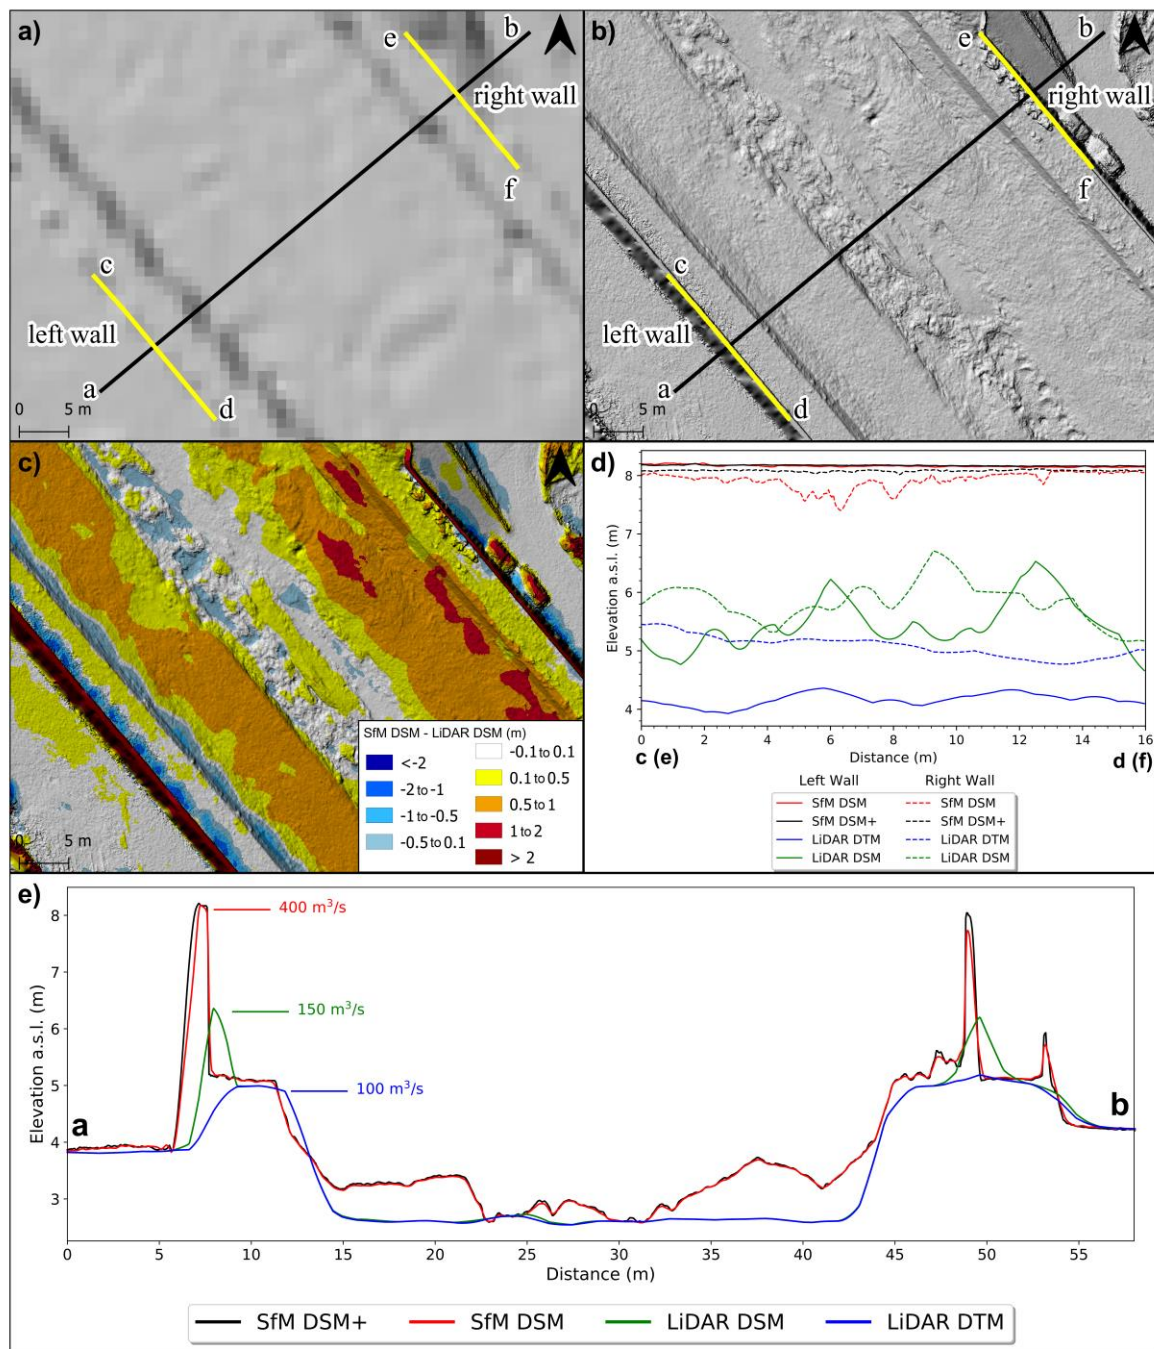 a)
e
b
right wall
f
c
left wall
a
d
0 5 m
b)
e
b
right wall
f
c
left wall
a
d
0 5 m
c)
0 5 m
SfM DSM - LiDAR DSM (m)
<-2
-2 to -1
-1 to -0.5
-0.5 to 0.1
-0.1 to 0.1
0.1 to 0.5
0.5 to 1
1 to 2
> 2
d)
Elevation a.s.l. (m)
8
7
6
5
4
0 2 4 6 8 10 12 14 16
c (e) Distance (m) d (f)
Left Wall Right Wall
SfM DSM SfM DSM
SfM DSM+ SfM DSM+
LiDAR DTM LiDAR DTM
LiDAR DSM LiDAR DSM
e)
Elevation a.s.l. (m)
8
7
6
5
4
3
400 m³/s
150 m³/s
100 m³/s
a
b
0 5 10 15 20 25 30 35 40 45 50 55
Distance (m)
SfM DSM+ SfM DSM LiDAR DSM LiDAR DTM